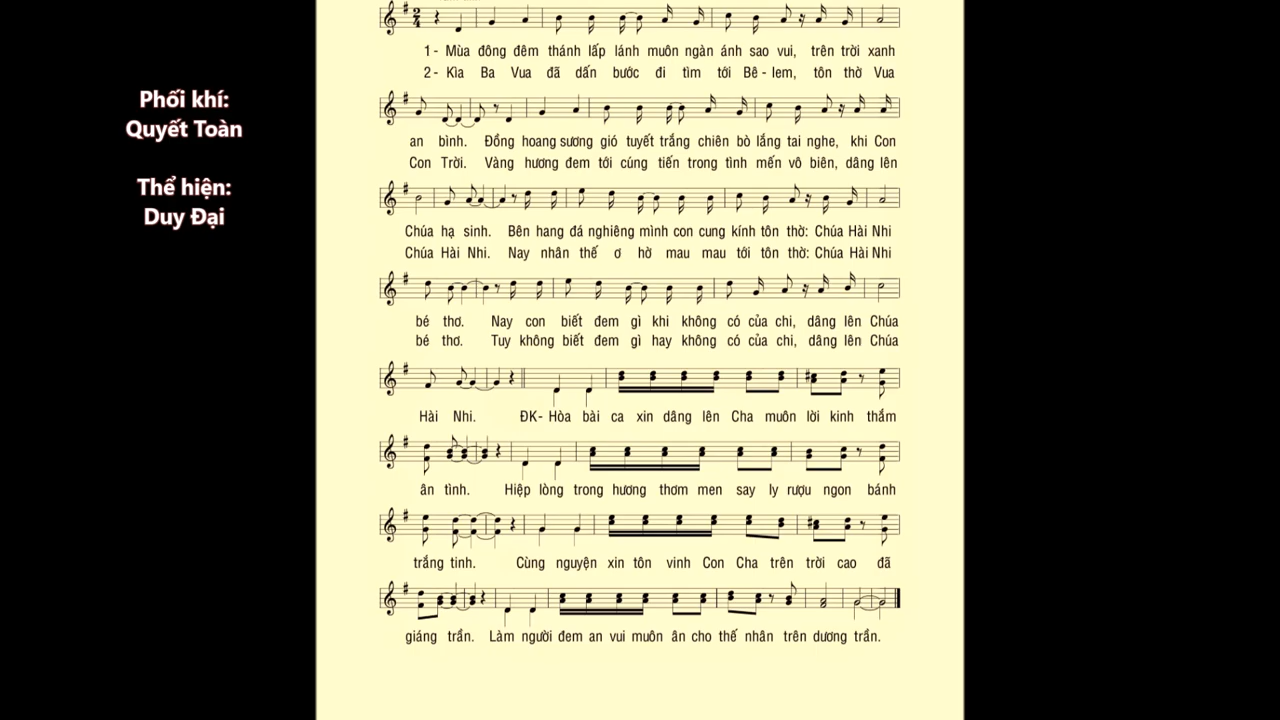 Phối khí:
Quyết Toàn
Thể hiện:
Duy Đại
1- Mùa đông đêm thánh lấp lánh muôn ngàn ánh sao vui, trên trời xanh
2- Kìa Ba Vua đã dấn bước đi tìm tới Bê - lem, tôn thờ Vua
an bình. Đồng hoang sương gió tuyết trắng chiên bò lắng tai nghe, khi Con
Con Trời. Vàng hương đem tới cúng tiến trong tình mến vô biên, dâng lên
Chúa hạ sinh. Bên hang đá nghiêng mình con cung kính tôn thờ: Chúa Hài Nhi
Chúa Hài Nhi. Nay nhân thế ơ hờ mau mau tới tôn thờ: Chúa Hài Nhi
bé thơ. Nay con biết đem gì khi không có của chi, dâng lên Chúa
bé thơ. Tuy không biết đem gì hay không có của chi, dâng lên Chúa
Hài Nhi. ĐK- Hòa bài ca xin dâng lên Cha muôn lời kinh thắm
ân tình. Hiệp lòng trong hương thơm men say ly rượu ngon bánh
trắng tinh. Cùng nguyện xin tôn vinh Con Cha trên trời cao đã
giáng trần. Làm người đem an vui muôn ân cho thế nhân trên dương trần.